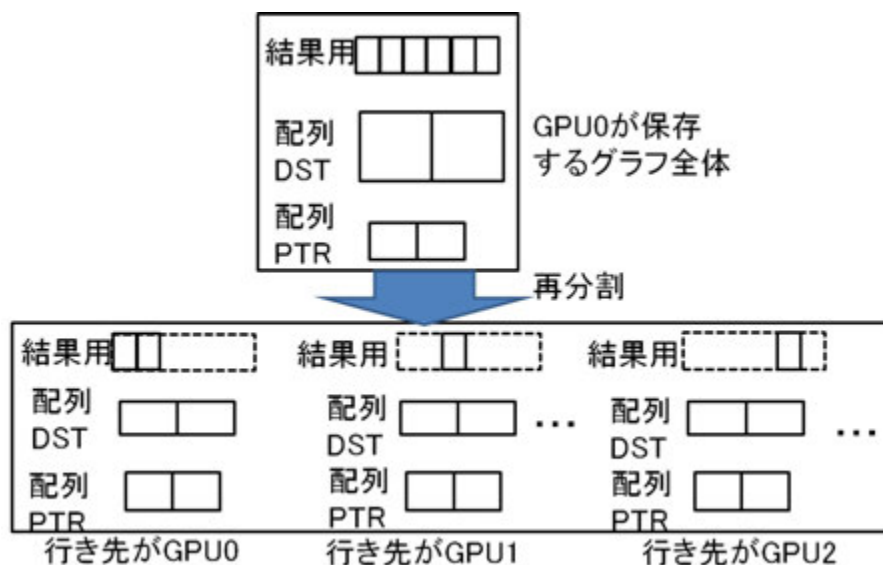 結果用
配列
DST
GPU0が保存
するグラフ全体
配列
PTR
再分割
結果用
結果用
結果用
配列
DST
配列
DST
...
配列
DST
...
配列
PTR
配列
PTR
配列
PTR
行き先がGPU0
行き先がGPU1
行き先がGPU2